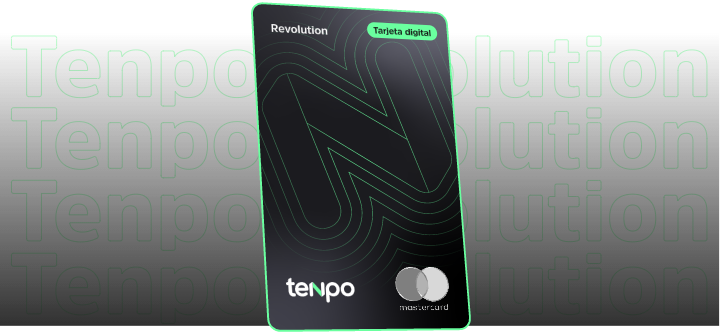 Revolution
Tarjeta digital
tenpo
mastercard
Tenpo Revolution
Tenpo Revolution
Tenpo Revolution
Tenpo Revolution